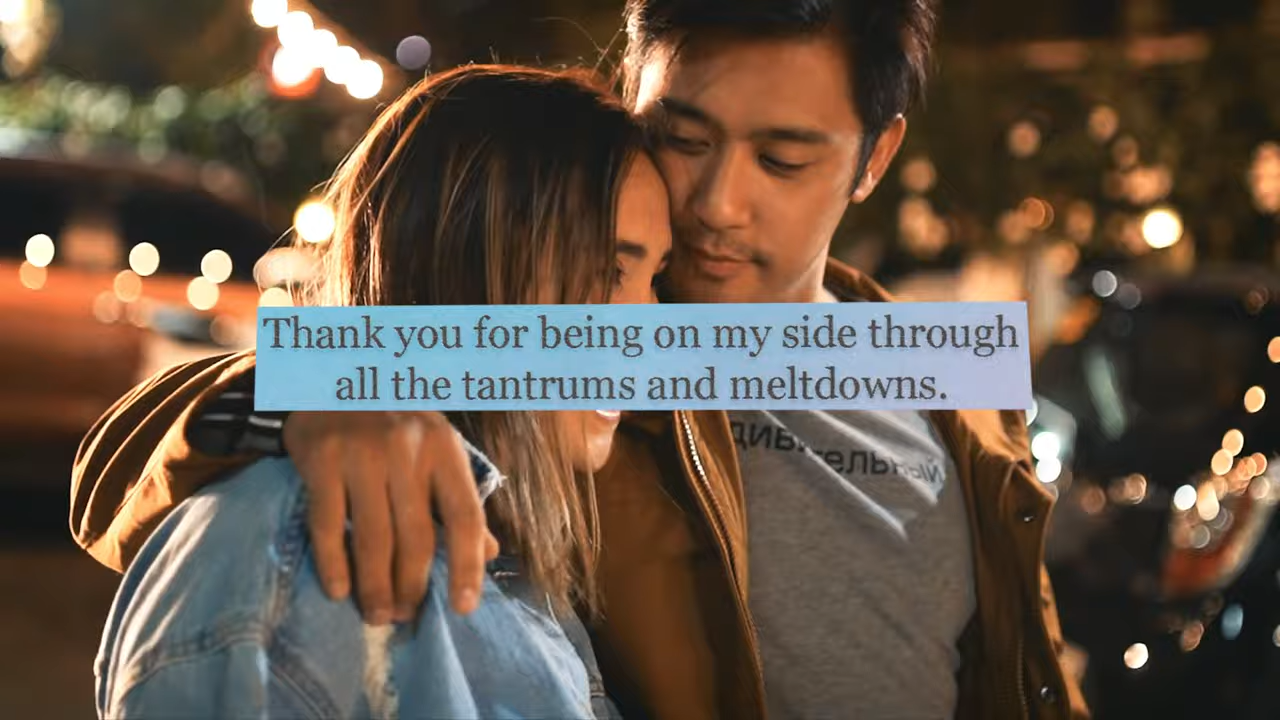 Thank you for being on my side through
all the tantrums and meltdowns.